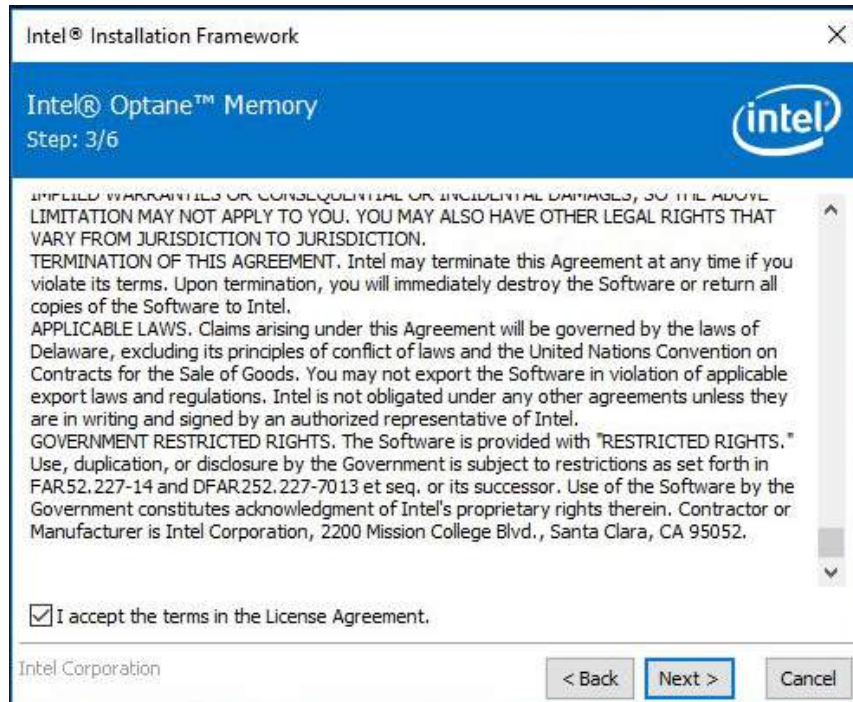 Intel® Installation Framework
Intel® Optane™ Memory
Step: 3/6
intel
IMPLIED WARRANTIES OR CONSEQUENTIAL OR INCIDENTAL DAMAGES, SO THE ABOVE
LIMITATION MAY NOT APPLY TO YOU. YOU MAY ALSO HAVE OTHER LEGAL RIGHTS THAT
VARY FROM JURISDICTION TO JURISDICTION.
TERMINATION OF THIS AGREEMENT. Intel may terminate this Agreement at any time if you
violate its terms. Upon termination, you will immediately destroy the Software or return all
copies of the Software to Intel.
APPLICABLE LAWS. Claims arising under this Agreement will be governed by the laws of
Delaware, excluding its principles of conflict of laws and the United Nations Convention on
Contracts for the Sale of Goods. You may not export the Software in violation of applicable
export laws and regulations. Intel is not obligated under any other agreements unless they
are in writing and signed by an authorized representative of Intel.
GOVERNMENT RESTRICTED RIGHTS. The Software is provided with "RESTRICTED RIGHTS."
Use, duplication, or disclosure by the Government is subject to restrictions as set forth in
FAR52.227-14 and DFAR252.227-7013 et seq. or its successor. Use of the Software by the
Government constitutes acknowledgment of Intel's proprietary rights therein. Contractor or
Manufacturer is Intel Corporation, 2200 Mission College Blvd., Santa Clara, CA 95052.
I accept the terms in the License Agreement.
Intel Corporation
< Back Next > Cancel